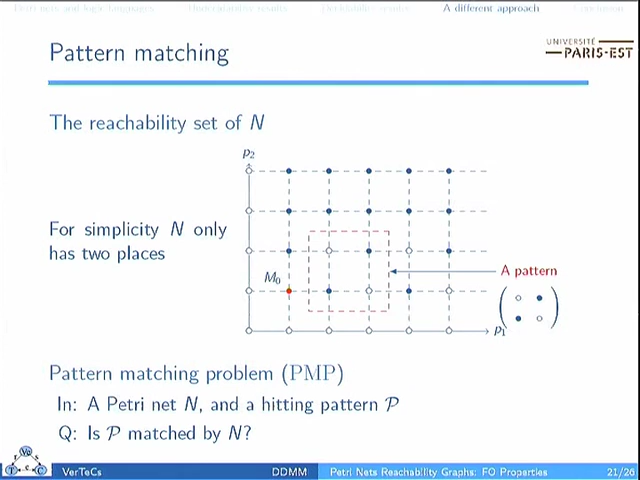 A different approach
Pattern matching
UNIVERSITÉ
PARIS-EST
The reachability set of N
p₂
For simplicity N only
has two places
M₀
A pattern
p₁
Pattern matching problem (PMP)
In: A Petri net N, and a hitting pattern P
Q: Is P matched by N?
VerTeCs
DDMM
Petri Nets Reachability Graphs: FO Properties
21/26